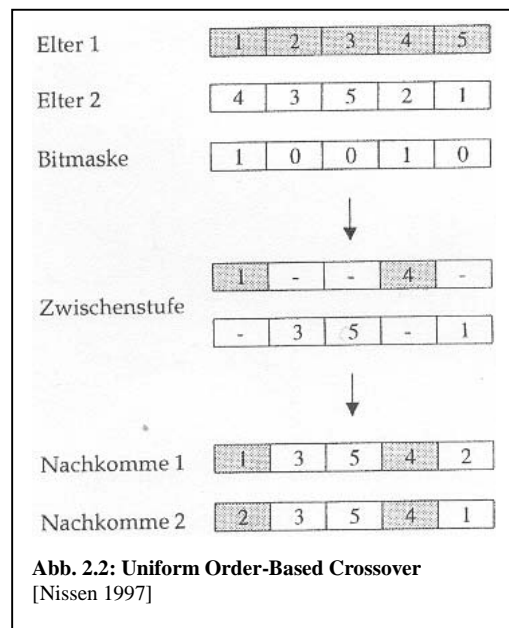 Elter 1 1 2 3 4 5
Elter 2 4 3 5 2 1
Bitmaske 1 0 0 1 0
1 - - 4 -
Zwischenstufe
- 3 5 - 1
Nachkomme 1 1 3 5 4 2
Nachkomme 2 2 3 5 4 1
Abb. 2.2: Uniform Order-Based Crossover
[Nissen 1997]